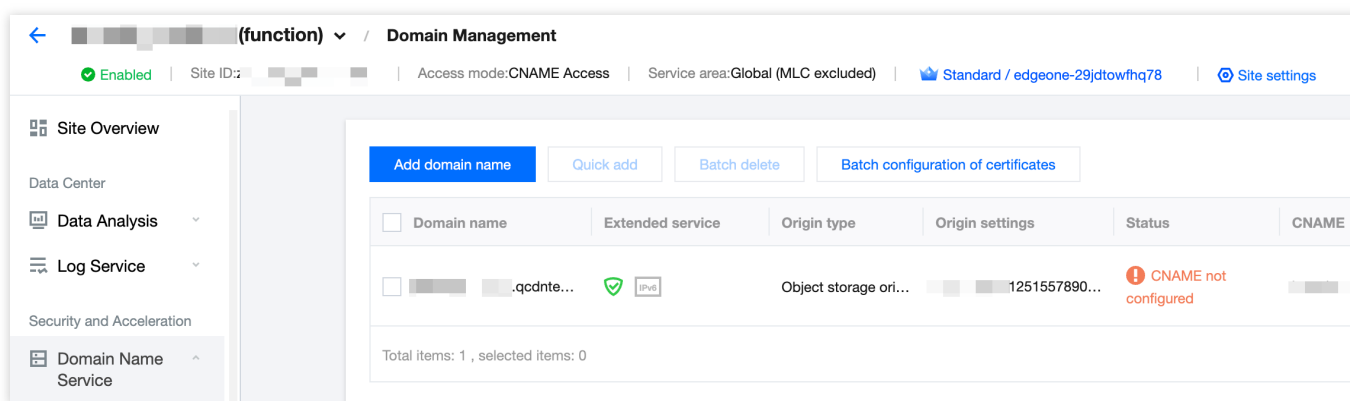 (function) / Domain Management
Enabled | Site ID:z | Access mode:CNAME Access | Service area:Global (MLC excluded) | Standard / edgeone-29jdtowfhq78 | Site settings
Site Overview
Data Center
Data Analysis
Log Service
Security and Acceleration
Domain Name
Service
Add domain name Quick add Batch delete Batch configuration of certificates
Domain name Extended service Origin type Origin settings Status CNAME
.qcdnte... IPv6 Object storage ori... 1251557890... CNAME not
configured
Total items: 1 , selected items: 0